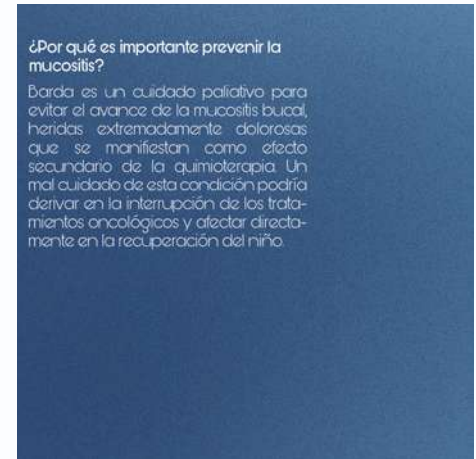 ¿Por qué es importante prevenir la
mucositis?
Barda es un cuidado paliativo para
evitar el avance de la mucositis bucal,
heridas extremadamente dolorosas
que se manifiestan como efecto
secundario de la quimioterapia. Un
mal cuidado de esta condición podría
derivar en la interrupción de los trata-
mientos oncológicos y afectar directa-
mente en la recuperación del niño.